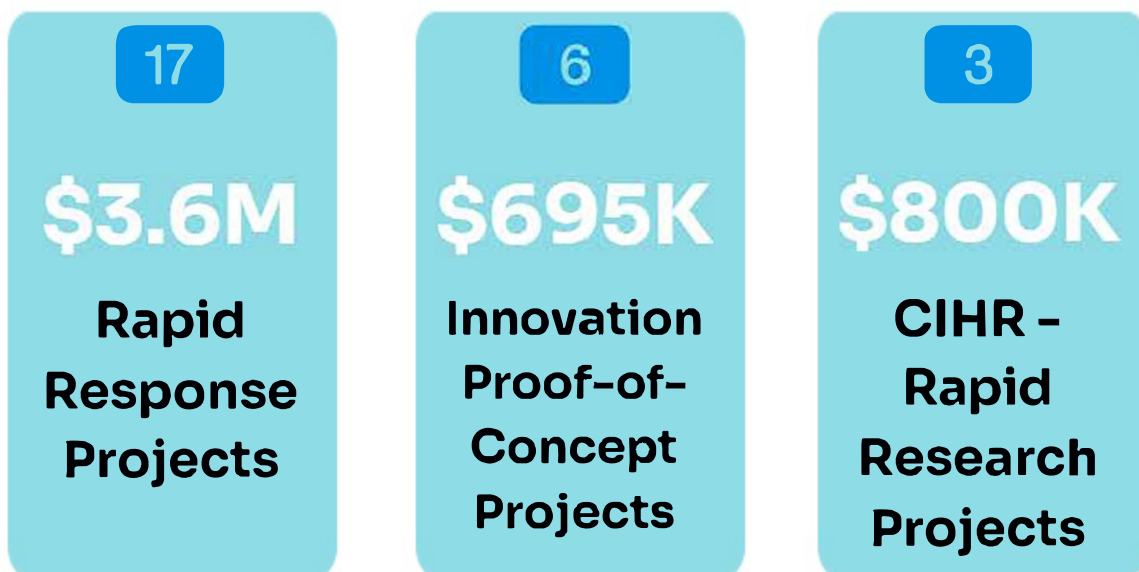 17
$3.6M
Rapid
Response
Projects
6
$695K
Innovation
Proof-of-
Concept
Projects
3
$800K
CIHR -
Rapid
Research
Projects